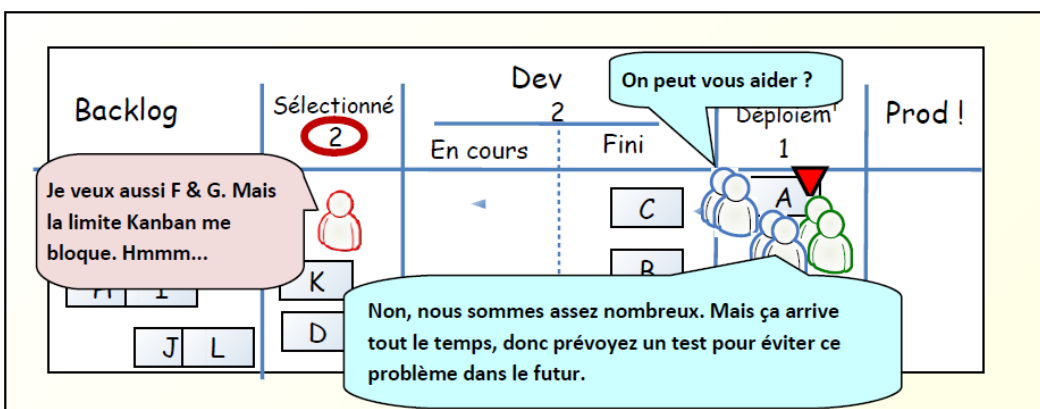 Backlog
Sélectionné
2
Dev
2
En cours
Fini
Déploiem'
1
Prod !
On peut vous aider ?
Je veux aussi F & G. Mais
la limite Kanban me
bloque. Hmmm...
C
A
B
K
D
J L
Non, nous sommes assez nombreux. Mais ça arrive
tout le temps, donc prévoyez un test pour éviter ce
problème dans le futur.